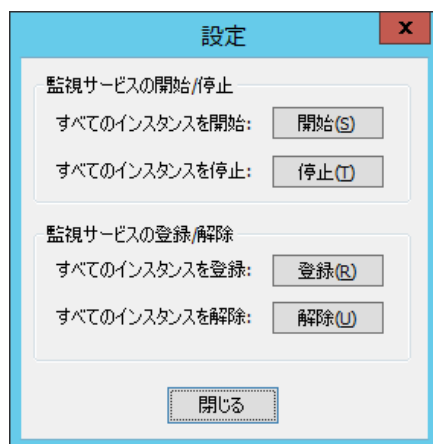 設定
x
監視サービスの開始/停止
すべてのインスタンスを開始: 開始(S)
すべてのインスタンスを停止: 停止(T)
監視サービスの登録/解除
すべてのインスタンスを登録: 登録(R)
すべてのインスタンスを解除: 解除(U)
閉じる